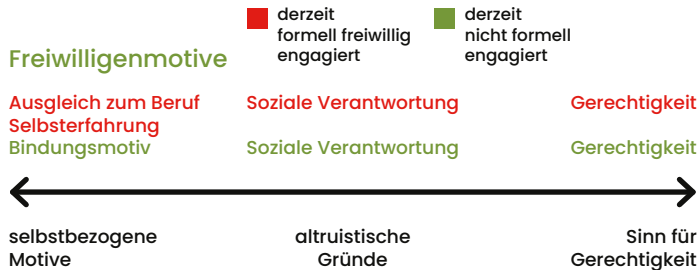 derzeit
formell freiwillig
engagiert
derzeit
nicht formell
engagiert
Freiwilligenmotive
Ausgleich zum Beruf
Selbsterfahrung
Soziale Verantwortung
Gerechtigkeit
Bindungsmotiv
Soziale Verantwortung
Gerechtigkeit
selbstbezogene
Motive
altruistische
Gründe
Sinn für
Gerechtigkeit